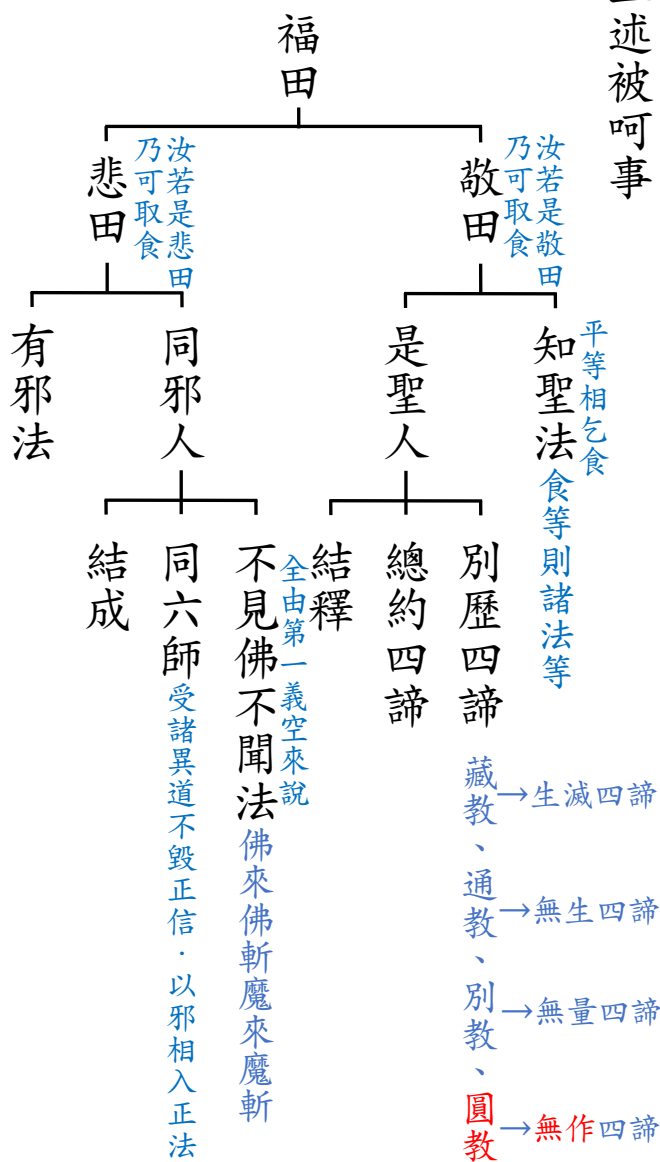 述被呵事
福田
敬田
汝若是敬田
乃可取食
知聖法
平等相乞食
食等則諸法等
是聖人
別歷四諦
藏教、通教、別教、圓教
→生滅四諦
→無生四諦
→無量四諦
→無作四諦
總約四諦
結釋
悲田
汝若是悲田
乃可取食
同邪人
不見佛不聞法
全由第一義空來說
佛來佛斬魔來魔斬
同六師
受諸異道不毀正信．以邪相入正法
結成
有邪法